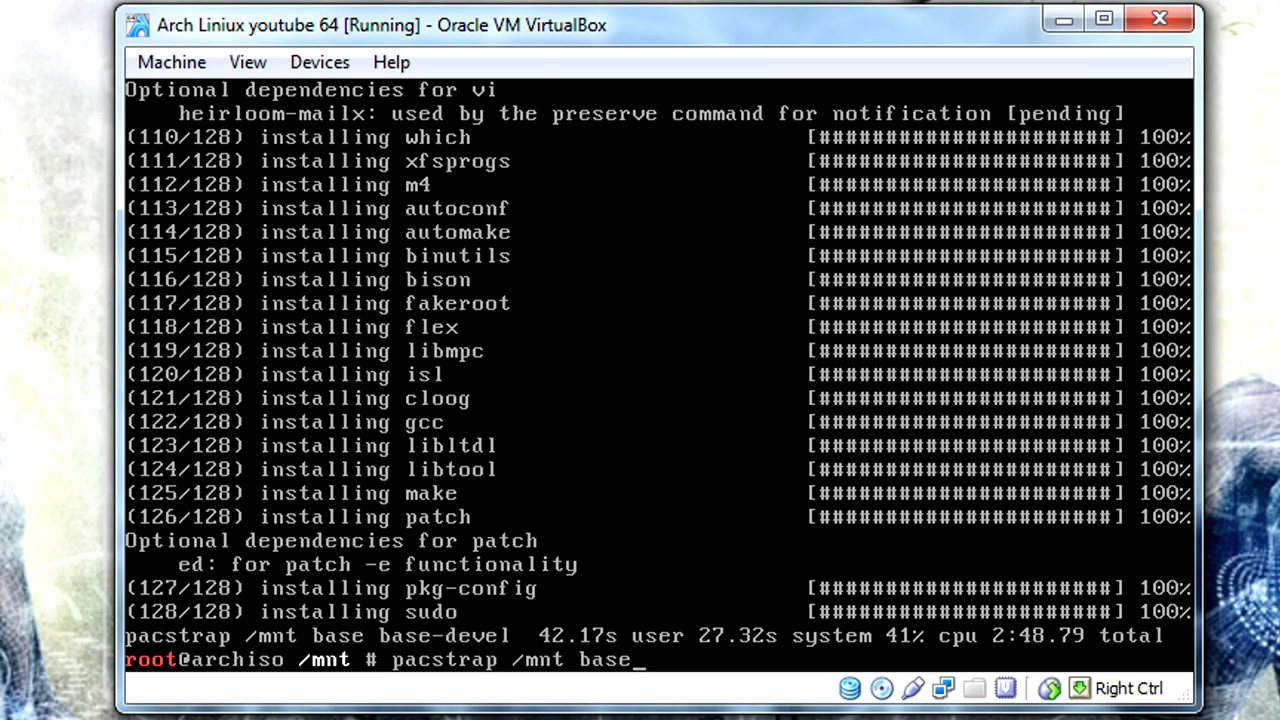 Arch Liniux youtube 64 [Running] - Oracle VM VirtualBox
Machine View Devices Help
Optional dependencies for vi
    heirloom-mailx: used by the preserve command for notification [pending]
(110/128) installing which [######################] 100%
(111/128) installing xfsprogs [######################] 100%
(112/128) installing m4 [######################] 100%
(113/128) installing autoconf [######################] 100%
(114/128) installing automake [######################] 100%
(115/128) installing binutils [######################] 100%
(116/128) installing bison [######################] 100%
(117/128) installing fakeroot [######################] 100%
(118/128) installing flex [######################] 100%
(119/128) installing libmpc [######################] 100%
(120/128) installing isl [######################] 100%
(121/128) installing cloog [######################] 100%
(122/128) installing gcc [######################] 100%
(123/128) installing libltdl [######################] 100%
(124/128) installing libtool [######################] 100%
(125/128) installing make [######################] 100%
(126/128) installing patch [######################] 100%
Optional dependencies for patch
    ed: for patch -e functionality
(127/128) installing pkg-config [######################] 100%
(128/128) installing sudo [######################] 100%
pacstrap /mnt base base-devel  42.17s user 27.32s system 41% cpu 2:48.79 total
root@archiso /mnt # pacstrap /mnt base_
Right Ctrl